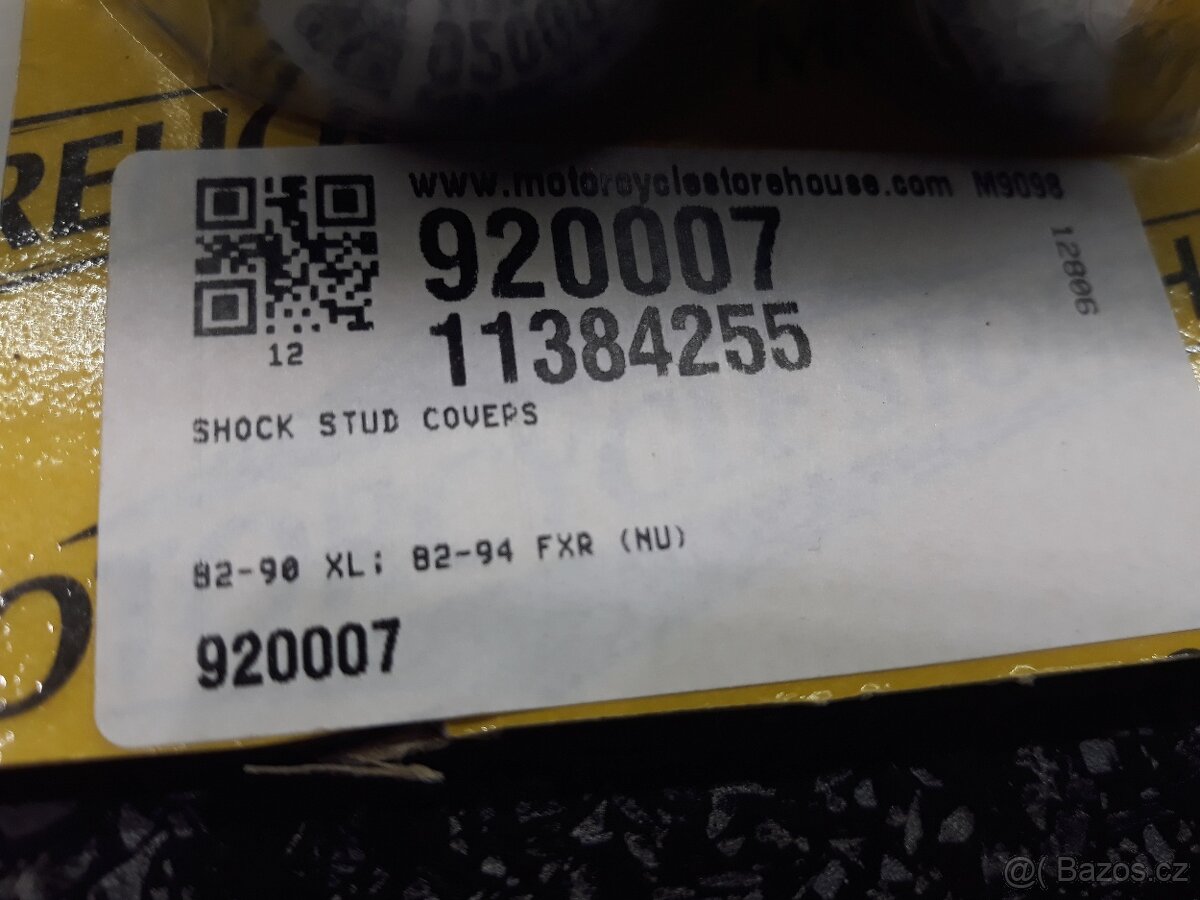 www.motorcyclestorehouse.com M9098
920007
12806
11384255
12
SHOCK STUD COVERS
82-90 XL; 82-94 FXR (NU)
920007
@( Bazos.cz